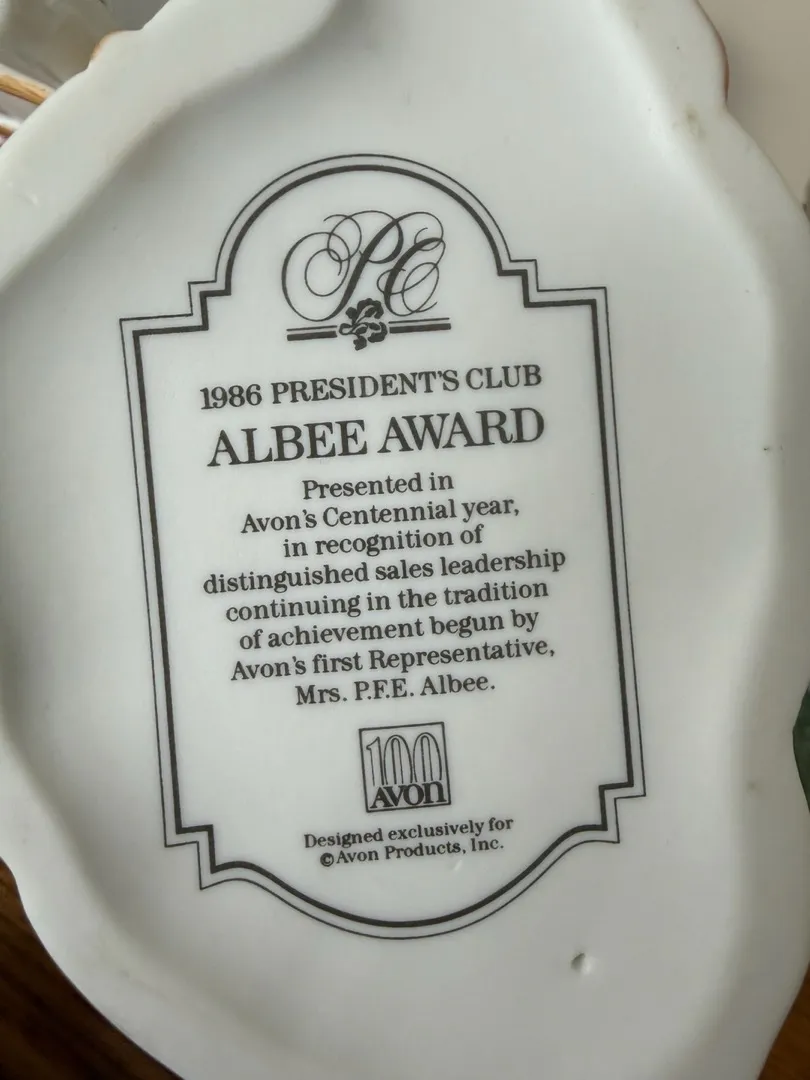 PC
1986 PRESIDENT'S CLUB
ALBEE AWARD
Presented in
Avon's Centennial year,
in recognition of
distinguished sales leadership
continuing in the tradition
of achievement begun by
Avon's first Representative,
Mrs. P.F.E. Albee.
100
AVON
Designed exclusively for
©Avon Products, Inc.